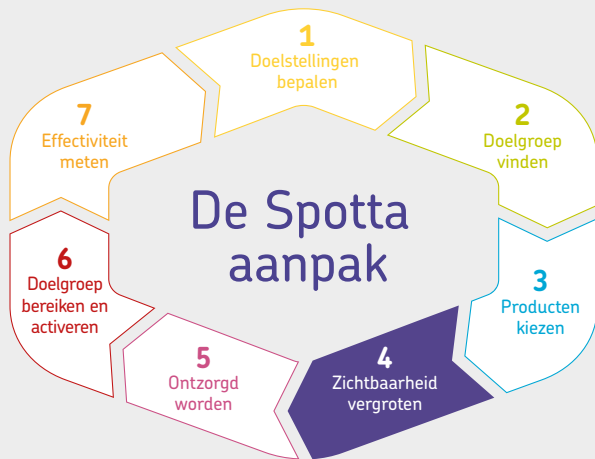 De Spotta
aanpak
1
Doelstellingen
bepalen
2
Doelgroep
vinden
3
Producten
kiezen
4
Zichtbaarheid
vergroten
5
Ontzorgd
worden
6
Doelgroep
bereiken en
activeren
7
Effectiviteit
meten